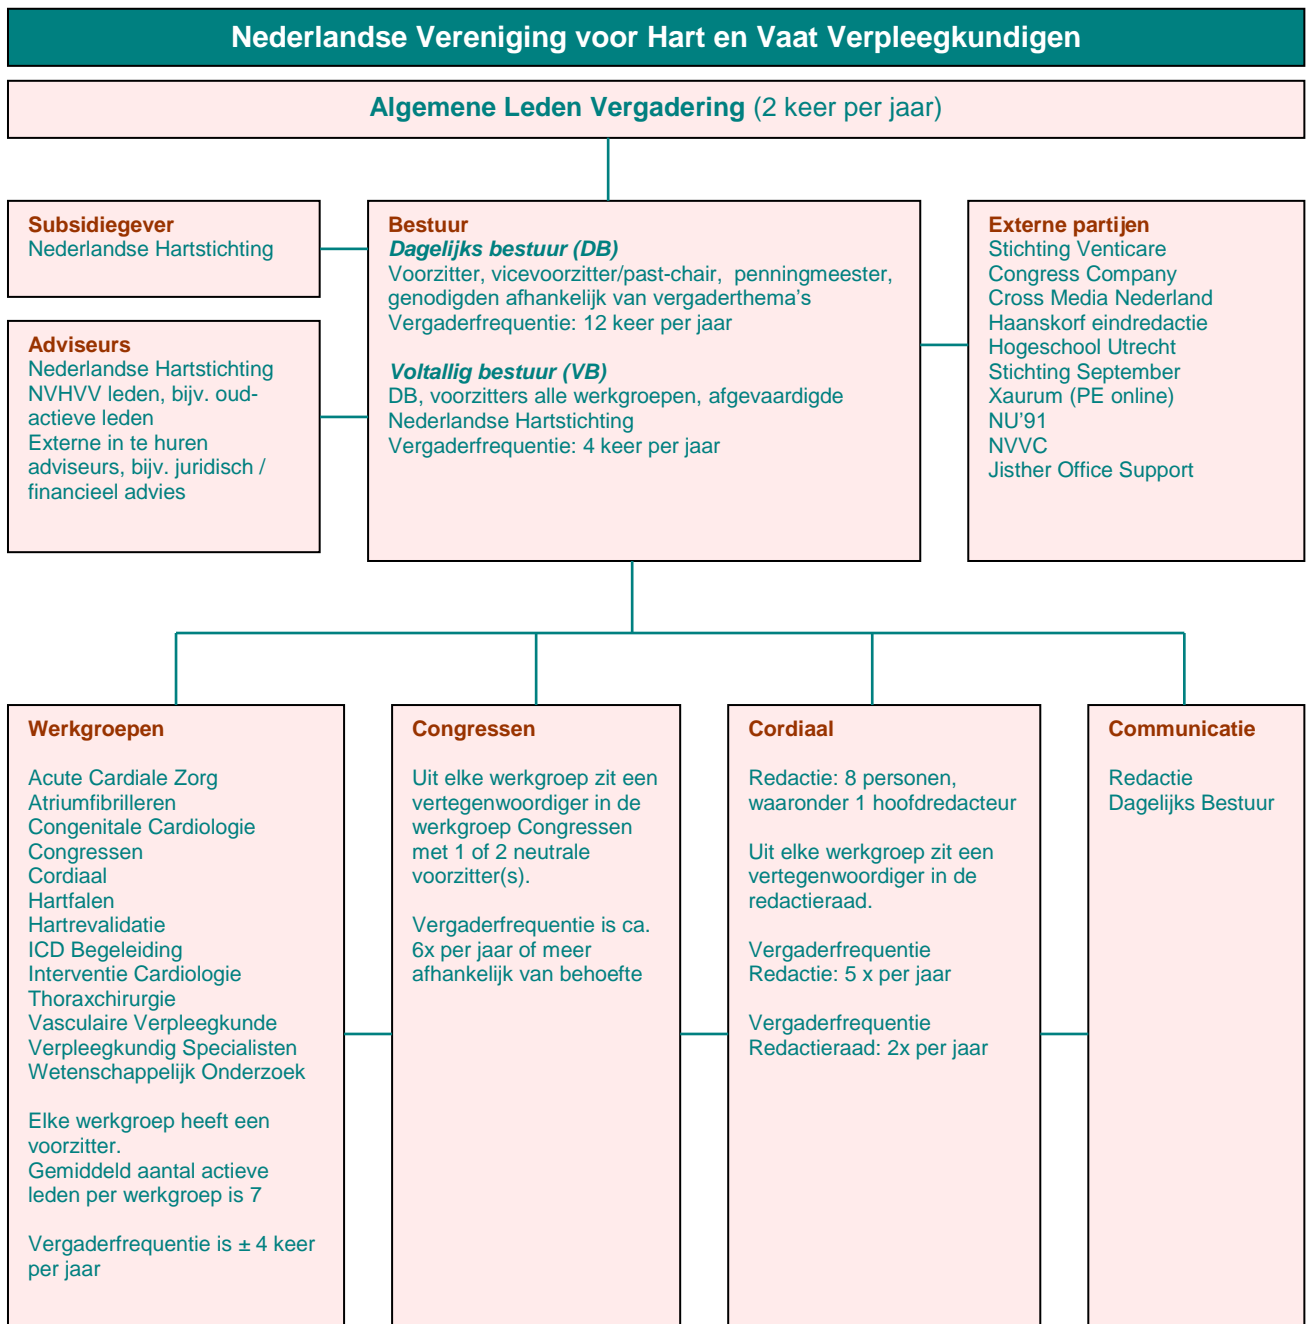 Nederlandse Vereniging voor Hart en Vaat Verpleegkundigen
Algemene Leden Vergadering (2 keer per jaar)
Subsidiegever
Nederlandse Hartstichting
Adviseurs
Nederlandse Hartstichting
NVHVV leden, bijv. oud-
actieve leden
Externe in te huren
adviseurs, bijv. juridisch /
financieel advies
Bestuur
Dagelijks bestuur (DB)
Voorzitter, vicevoorzitter/past-chair,  penningmeester,
genodigden afhankelijk van vergaderthema's
Vergaderfrequentie: 12 keer per jaar
Voltallig bestuur (VB)
DB, voorzitters alle werkgroepen, afgevaardigde
Nederlandse Hartstichting
Vergaderfrequentie: 4 keer per jaar
Externe partijen
Stichting Venticare
Congress Company
Cross Media Nederland
Haanskorf eindredactie
Hogeschool Utrecht
Stichting September
Xaurum (PE online)
NU'91
NVVC
Jisther Office Support
Werkgroepen
Acute Cardiale Zorg
Atriumfibrilleren
Congenitale Cardiologie
Congressen
Cordiaal
Hartfalen
Hartrevalidatie
ICD Begeleiding
Interventie Cardiologie
Thoraxchirurgie
Vasculaire Verpleegkunde
Verpleegkundig Specialisten
Wetenschappelijk Onderzoek
Elke werkgroep heeft een
voorzitter.
Gemiddeld aantal actieve
leden per werkgroep is 7
Vergaderfrequentie is ± 4 keer
per jaar
Congressen
Uit elke werkgroep zit een
vertegenwoordiger in de
werkgroep Congressen
met 1 of 2 neutrale
voorzitter(s).
Vergaderfrequentie is ca.
6x per jaar of meer
afhankelijk van behoefte
Cordiaal
Redactie: 8 personen,
waaronder 1 hoofdredacteur
Uit elke werkgroep zit een
vertegenwoordiger in de
redactieraad.
Vergaderfrequentie
Redactie: 5 x per jaar
Vergaderfrequentie
Redactieraad: 2x per jaar
Communicatie
Redactie
Dagelijks Bestuur